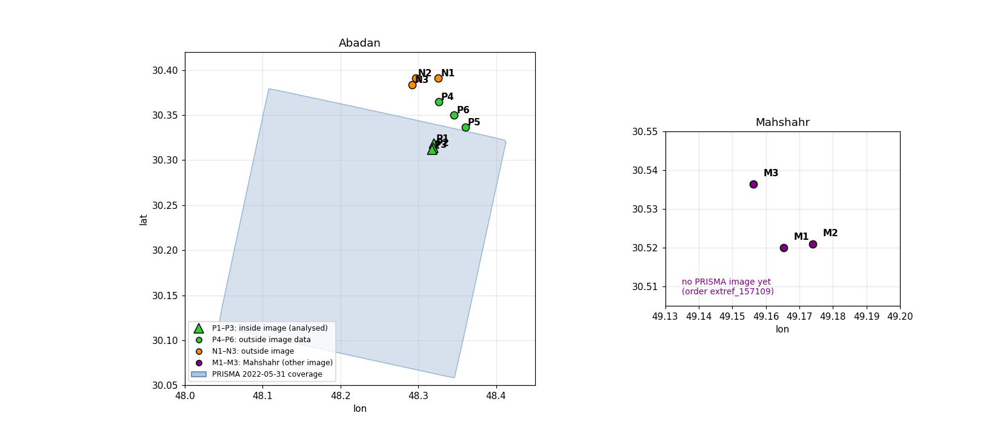 Abadan
30.40
30.35
30.30
30.25
30.20
30.15
30.10
30.05
lat
N2
N1
N3
P4
P6
P5
P1
P2
P3
P1–P3: inside image (analysed)
P4–P6: outside image data
N1–N3: outside image
M1–M3: Mahshahr (other image)
PRISMA 2022-05-31 coverage
48.0 48.1 48.2 48.3 48.4
lon
Mahshahr
30.55
30.54
30.53
30.52
30.51
M3
M1
M2
no PRISMA image yet
(order extref_157109)
49.13 49.14 49.15 49.16 49.17 49.18 49.19 49.20
lon